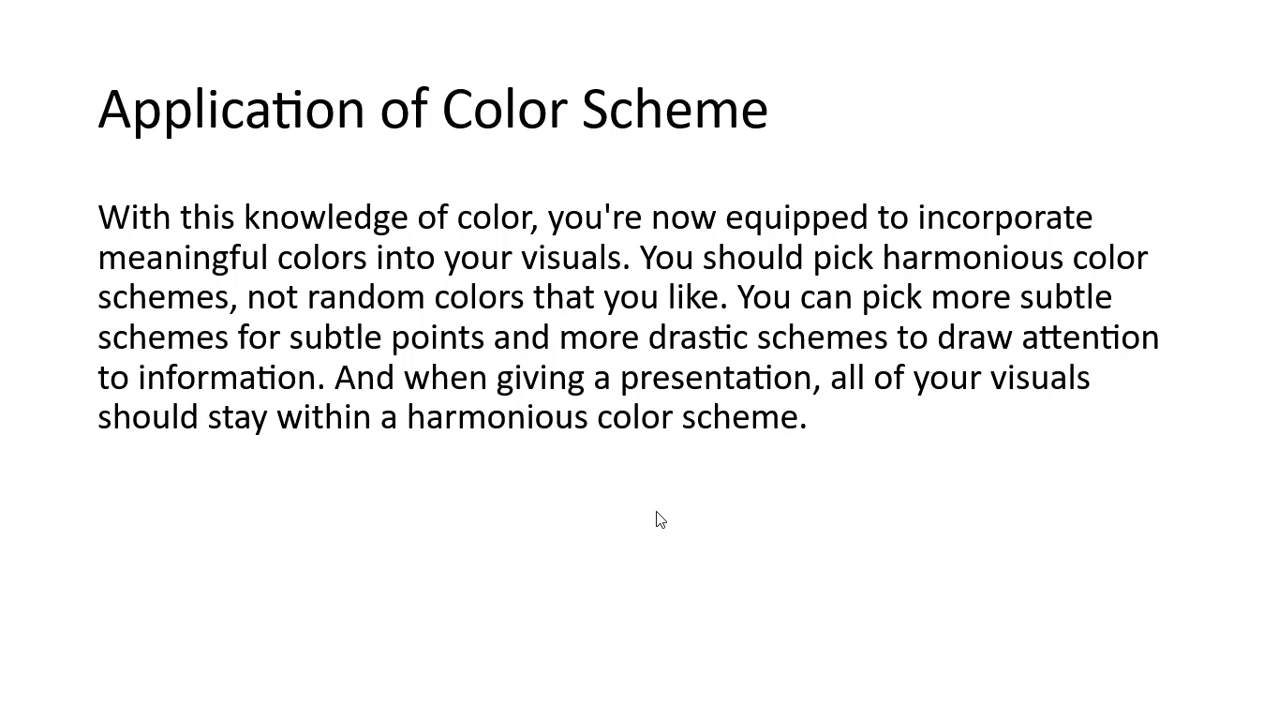 Application of Color Scheme
With this knowledge of color, you're now equipped to incorporate
meaningful colors into your visuals. You should pick harmonious color
schemes, not random colors that you like. You can pick more subtle
schemes for subtle points and more drastic schemes to draw attention
to information. And when giving a presentation, all of your visuals
should stay within a harmonious color scheme.